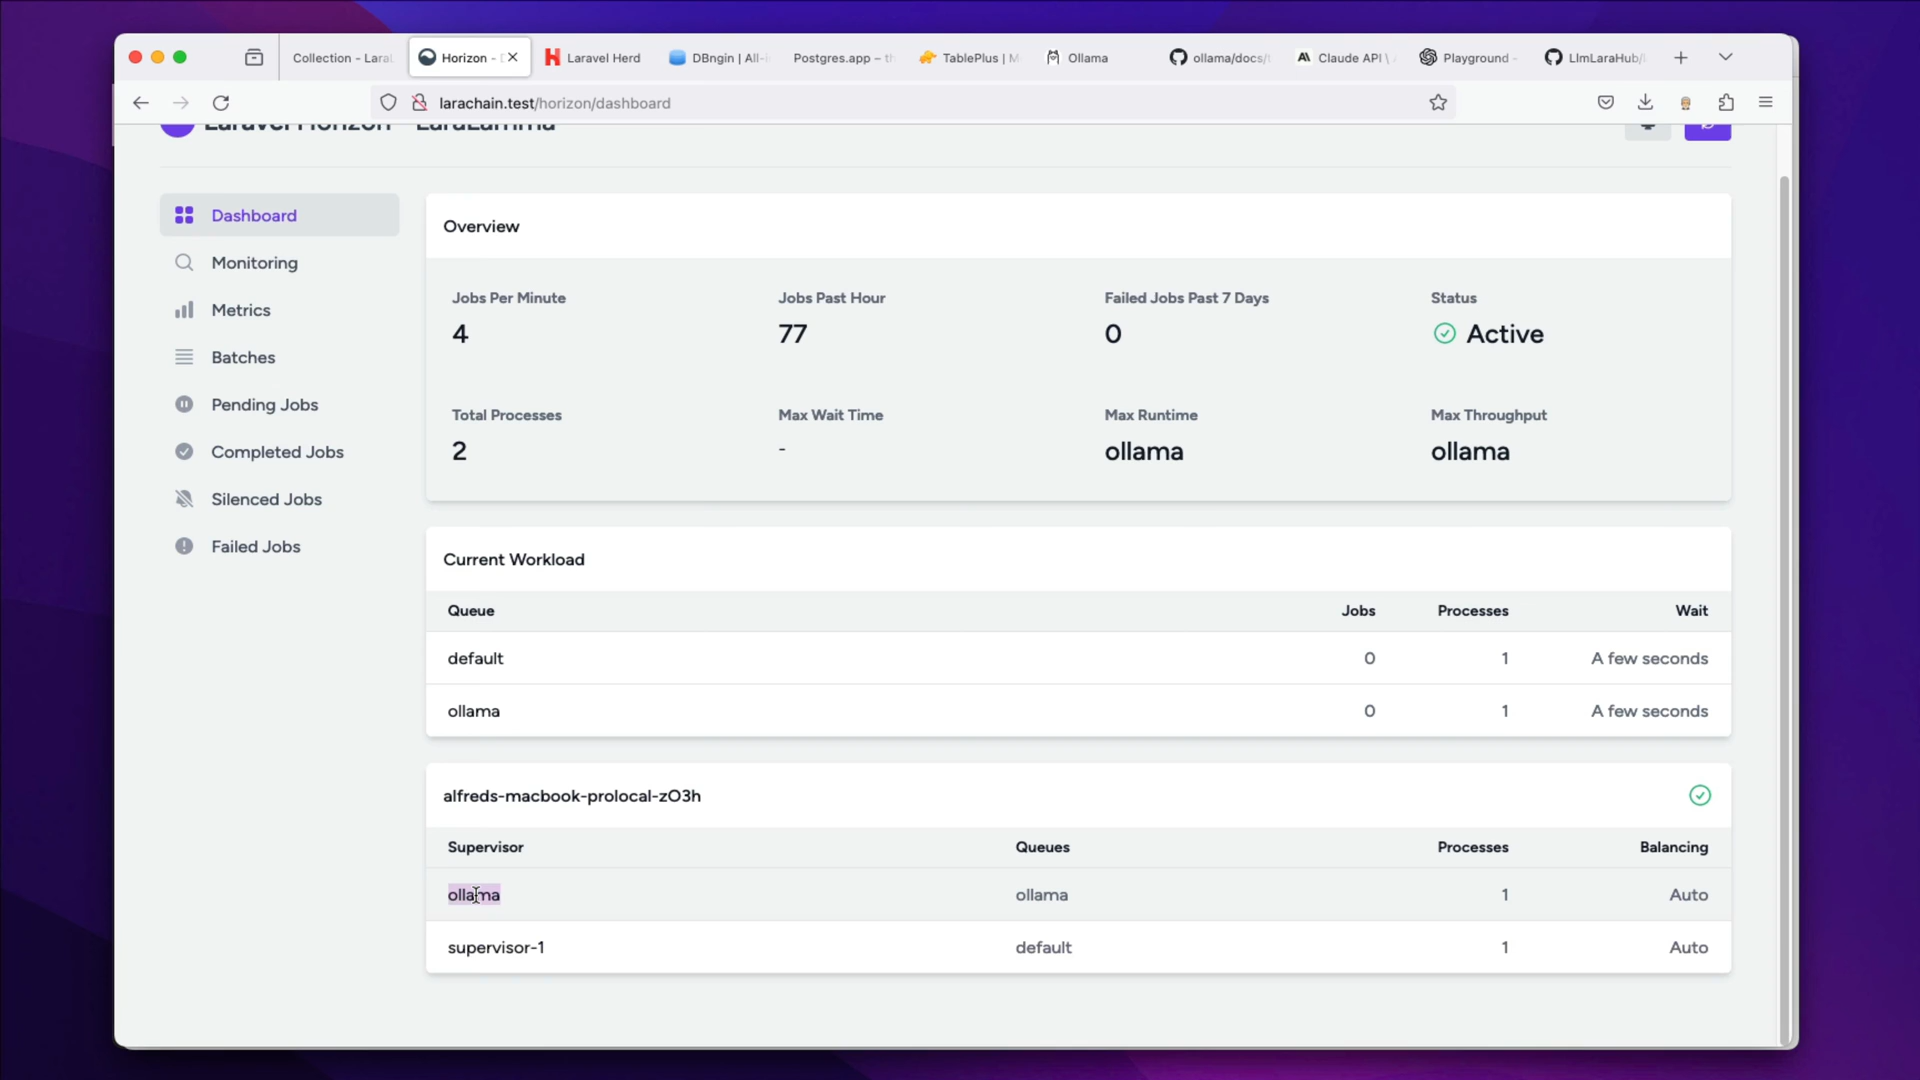 Collection - Lara
Horizon - 
Laravel Herd
DBngin | All-i
Postgres.app – th
TablePlus | M
Ollama
ollama/docs/
Claude API \
Playground -
LlmLaraHub/
larachain.test/horizon/dashboard
Laravel Horizon - LaraLamma
Dashboard
Monitoring
Metrics
Batches
Pending Jobs
Completed Jobs
Silenced Jobs
Failed Jobs
Overview
Jobs Per Minute Jobs Past Hour Failed Jobs Past 7 Days Status
4 77 0 Active
Total Processes Max Wait Time Max Runtime Max Throughput
2 - ollama ollama
Current Workload
Queue Jobs Processes Wait
default 0 1 A few seconds
ollama 0 1 A few seconds
alfreds-macbook-prolocal-zO3h
Supervisor Queues Processes Balancing
ollama ollama 1 Auto
supervisor-1 default 1 Auto